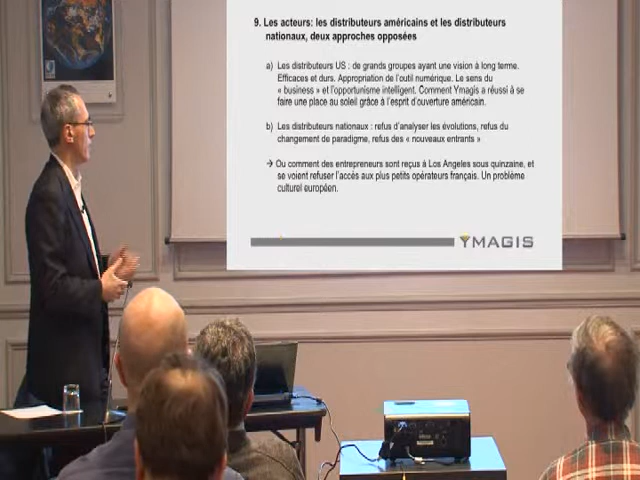 9. Les acteurs: les distributeurs américains et les distributeurs
nationaux, deux approches opposées
a) Les distributeurs US : de grands groupes ayant une vision à long terme.
Efficaces et durs. Appropriation de l'outil numérique. Le sens du
« business » et l'opportunisme intelligent. Comment Ymagis a réussi à se
faire une place au soleil grâce à l'esprit d'ouverture américain.
b) Les distributeurs nationaux : refus d'analyser les évolutions, refus du
changement de paradigme, refus des « nouveaux entrants »
→ Ou comment des entrepreneurs sont reçus à Los Angeles sous quinzaine, et
se voient refuser l'accès aux plus petits opérateurs français. Un problème
culturel européen.
YMAGIS